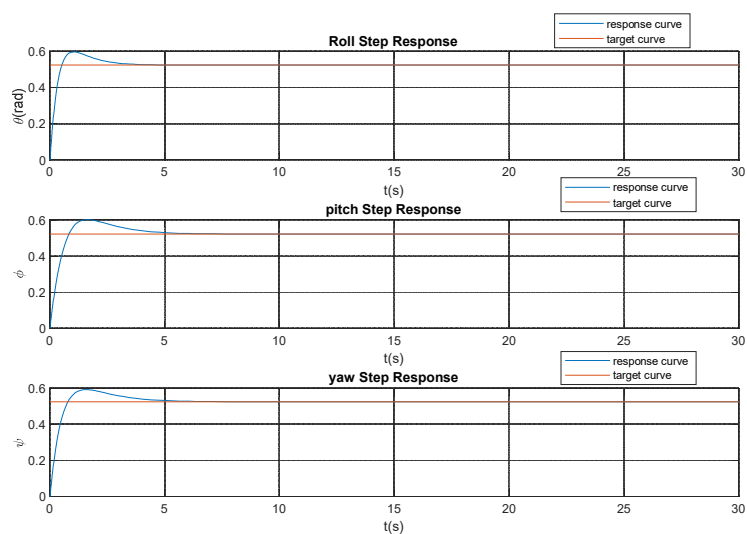 Roll Step Response
response curve
target curve
0.6
0.4
0.2
0
θ(rad)
0 5 10 15 20 25 30
t(s)
pitch Step Response
response curve
target curve
0.6
0.4
0.2
0
ϕ
0 5 10 15 20 25 30
t(s)
yaw Step Response
response curve
target curve
0.6
0.4
0.2
0
ψ
0 5 10 15 20 25 30
t(s)